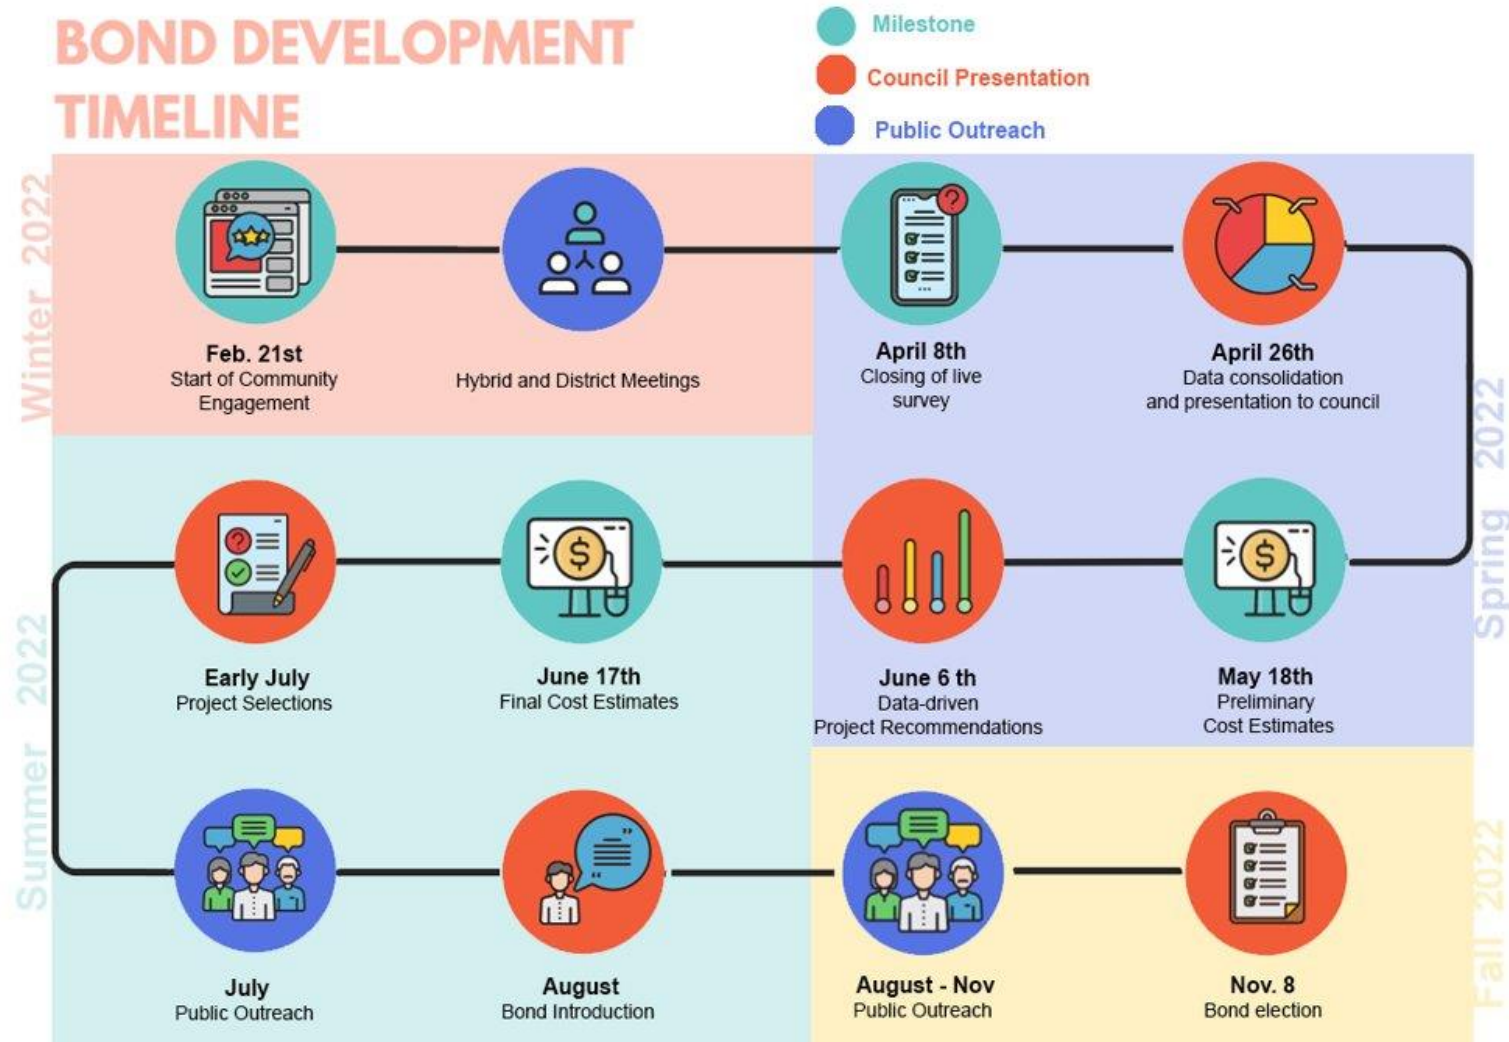 BOND DEVELOPMENT
TIMELINE
Milestone
Council Presentation
Public Outreach
Winter 2022
Feb. 21st
Start of Community
Engagement
Hybrid and District Meetings
April 8th
Closing of live
survey
April 26th
Data consolidation
and presentation to council
Spring 2022
May 18th
Preliminary
Cost Estimates
June 6 th
Data-driven
Project Recommendations
June 17th
Final Cost Estimates
Early July
Project Selections
Summer 2022
July
Public Outreach
August
Bond Introduction
August - Nov
Public Outreach
Nov. 8
Bond election
Fall 2022